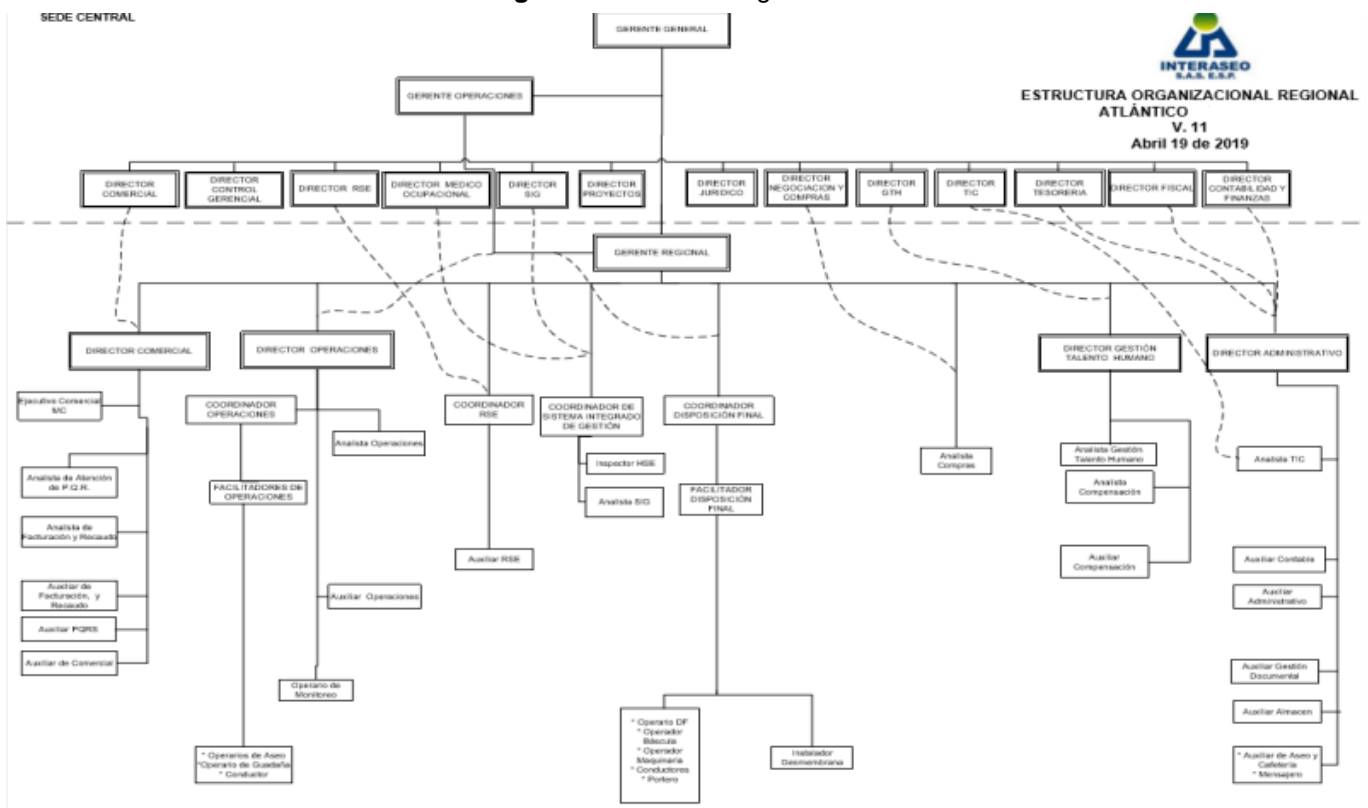 SEDE CENTRAL
GERENTE GENERAL
INTERASEO
S.A.S. E.S.P.
ESTRUCTURA ORGANIZACIONAL REGIONAL
ATLÁNTICO
V. 11
Abril 19 de 2019
GERENTE OPERACIONES
DIRECTOR
COMERCIAL
DIRECTOR
CONTROL
GERENCIAL
DIRECTOR RSE
DIRECTOR MEDICO
OCUPACIONAL
DIRECTOR
SIG
DIRECTOR
PROYECTOS
DIRECTOR
JURIDICO
DIRECTOR
NEGOCIACION Y
COMPRAS
DIRECTOR
GTH
DIRECTOR
TIC
DIRECTOR
TESORERIA
DIRECTOR FISCAL
DIRECTOR
CONTABILIDAD Y
FINANZAS
GERENTE REGIONAL
DIRECTOR COMERCIAL
DIRECTOR OPERACIONES
DIRECTOR GESTIÓN
TALENTO HUMANO
DIRECTOR ADMINISTRATIVO
Ejecutivo Comercial
MC
COORDINADOR
OPERACIONES
Analista Operaciones
COORDINADOR
RSE
COORDINADOR DE
SISTEMA INTEGRADO
DE GESTIÓN
COORDINADOR
DISPOSICIÓN FINAL
Analista
Compras
Analista Gestión
Talento Humano
Analista TIC
Analista de Atención
de P.Q.R.
FACILITADORES DE
OPERACIONES
Inspector HSE
Analista SIG
FACILITADOR
DISPOSICIÓN
FINAL
Analista
Compensación
Analista de
Facturación y Recaudo
Auxiliar RSE
Auxiliar
Compensación
Auxiliar Contable
Auxiliar de
Facturación, y
Recaudo
Auxiliar Operaciones
Auxiliar
Administrativo
Auxiliar PQRS
Auxiliar de Comercial
Operario de
Monitoreo
Auxiliar Gestión
Documental
Auxiliar Almacen
* Operarios de Aseo
*Operario de Guadaña
* Conductor
* Operario DF
* Operador
Báscula
* Operador
Maquinaria
* Conductores
* Portero
Instalador
Geomembrana
* Auxiliar de Aseo y
Cafetería
* Mensajero